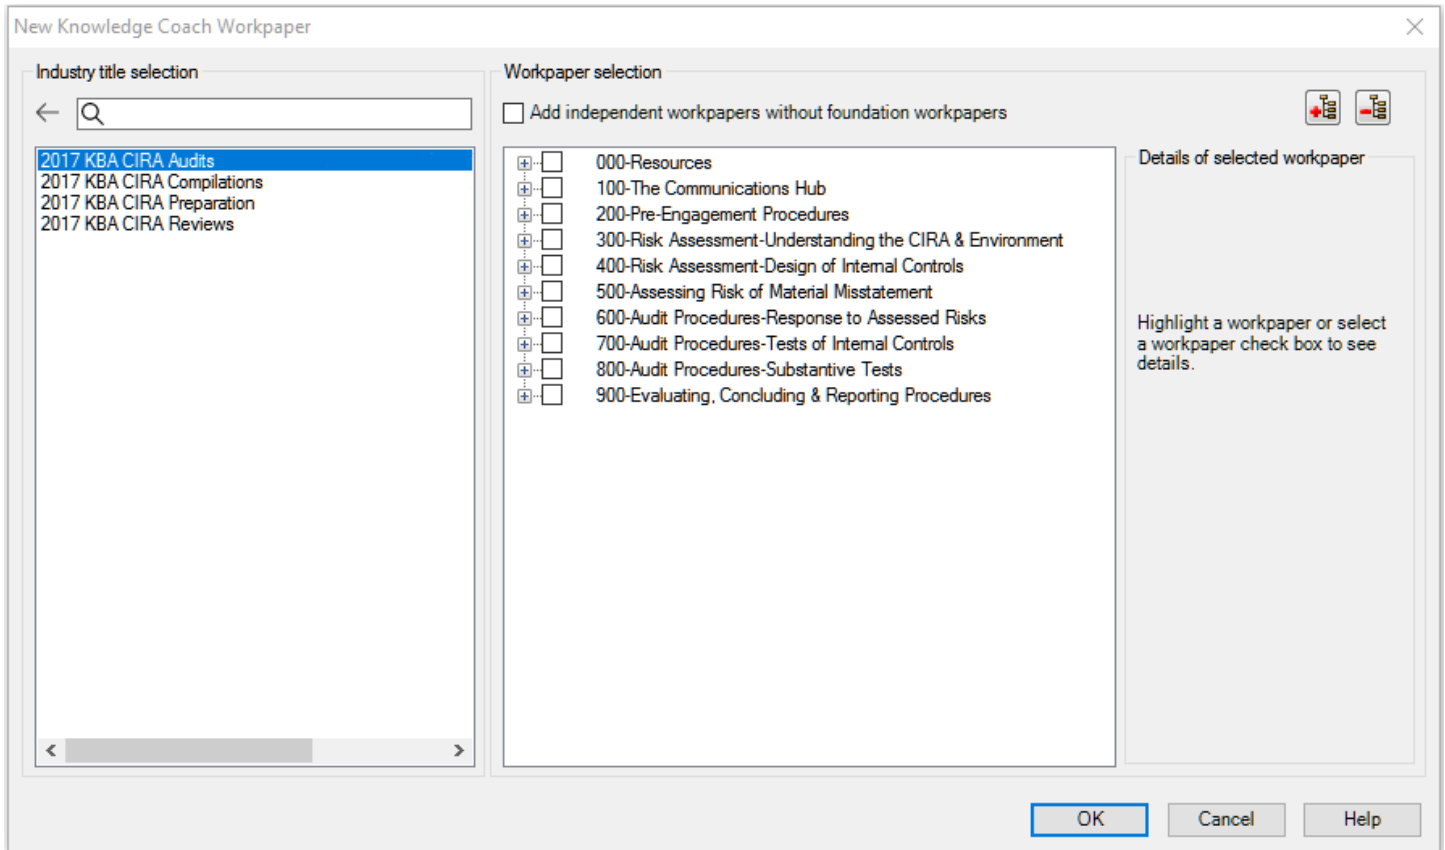 New Knowledge Coach Workpaper
Industry title selection
2017 KBA CIRA Audits
2017 KBA CIRA Compilations
2017 KBA CIRA Preparation
2017 KBA CIRA Reviews
Workpaper selection
Add independent workpapers without foundation workpapers
000-Resources
100-The Communications Hub
200-Pre-Engagement Procedures
300-Risk Assessment-Understanding the CIRA & Environment
400-Risk Assessment-Design of Internal Controls
500-Assessing Risk of Material Misstatement
600-Audit Procedures-Response to Assessed Risks
700-Audit Procedures-Tests of Internal Controls
800-Audit Procedures-Substantive Tests
900-Evaluating, Concluding & Reporting Procedures
Details of selected workpaper
Highlight a workpaper or select
a workpaper check box to see
details.
OK
Cancel
Help